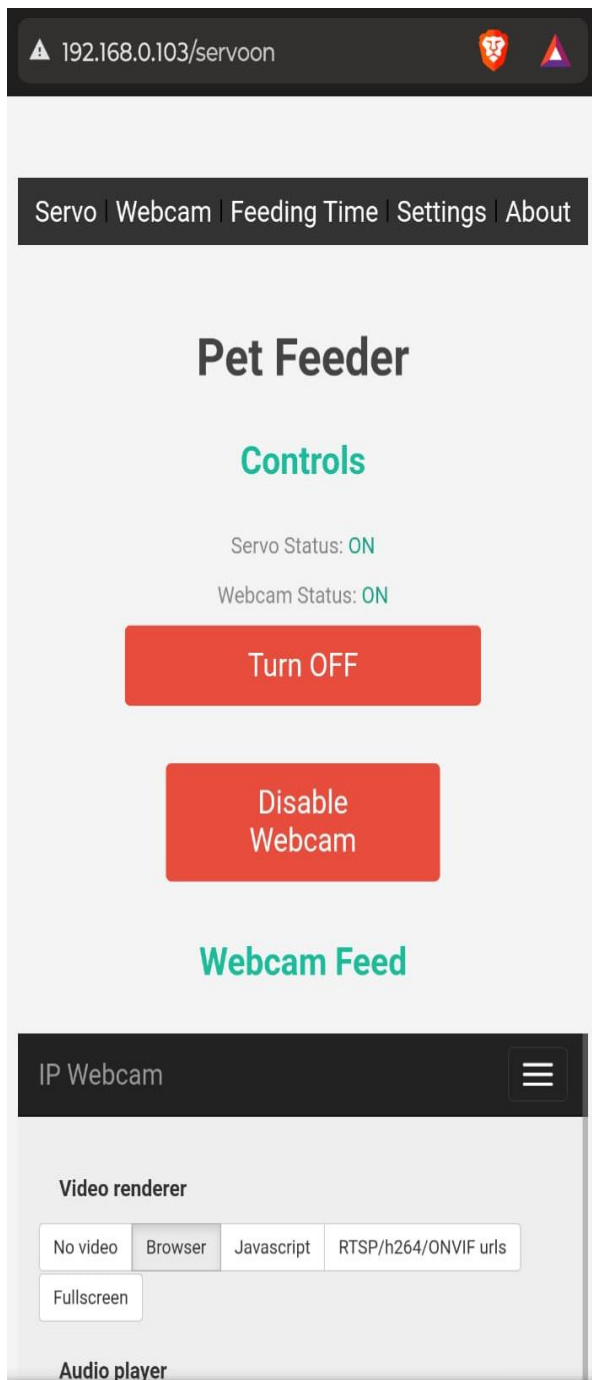 192.168.0.103/servoon
Servo | Webcam | Feeding Time | Settings | About
Pet Feeder
Controls
Servo Status: ON
Webcam Status: ON
Turn OFF
Disable
Webcam
Webcam Feed
IP Webcam
Video renderer
No video Browser Javascript RTSP/h264/ONVIF urls
Fullscreen
Audio player